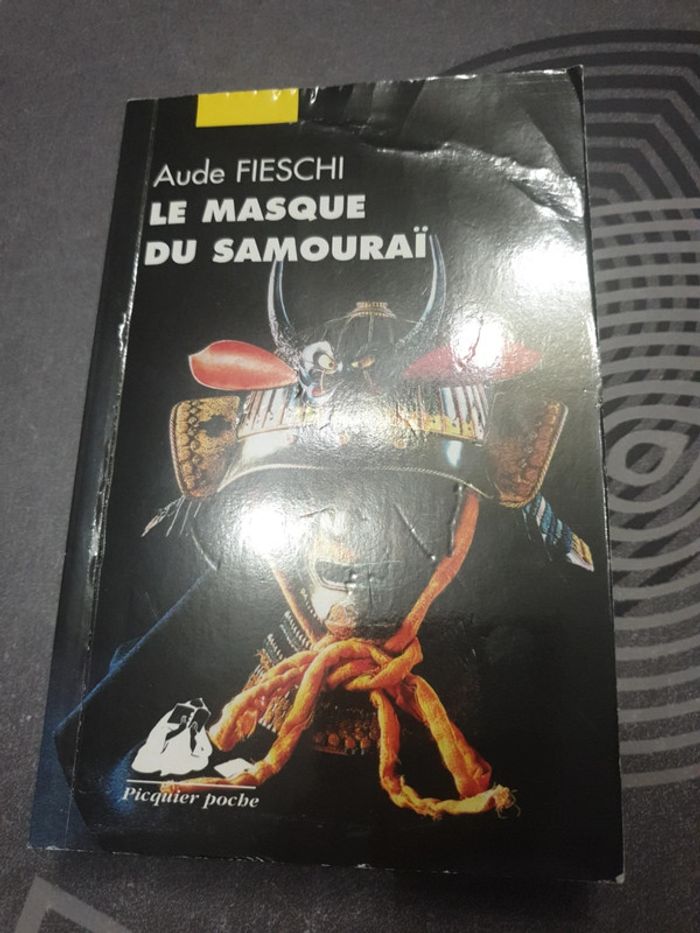 Aude FIESCHI
LE MASQUE
DU SAMOURAÏ
Picquier poche